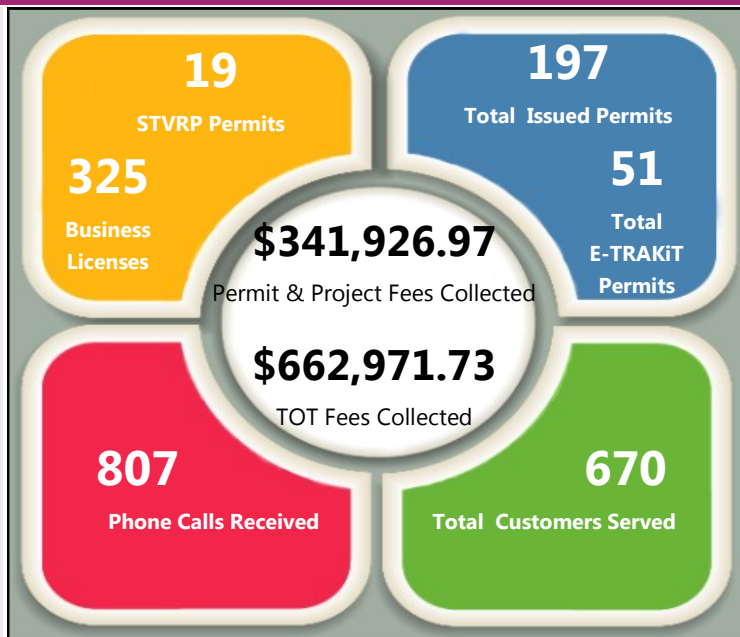 19
STVRP Permits
325
Business
Licenses
197
Total Issued Permits
51
Total
E-TRAKiT
Permits
$341,926.97
Permit & Project Fees Collected
$662,971.73
TOT Fees Collected
807
Phone Calls Received
670
Total Customers Served